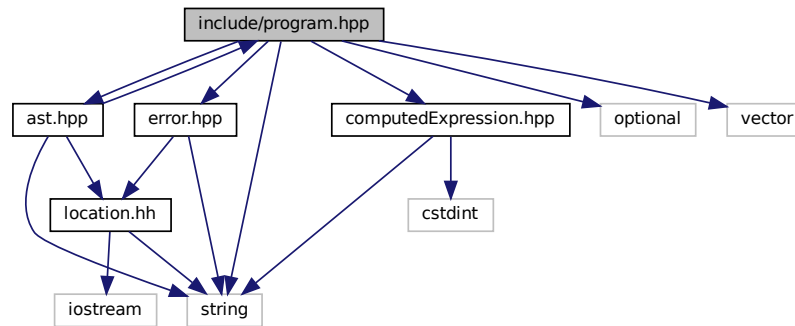 include/program.hpp
ast.hpp
error.hpp
computedExpression.hpp
optional
vector
location.hh
cstdint
iostream
string